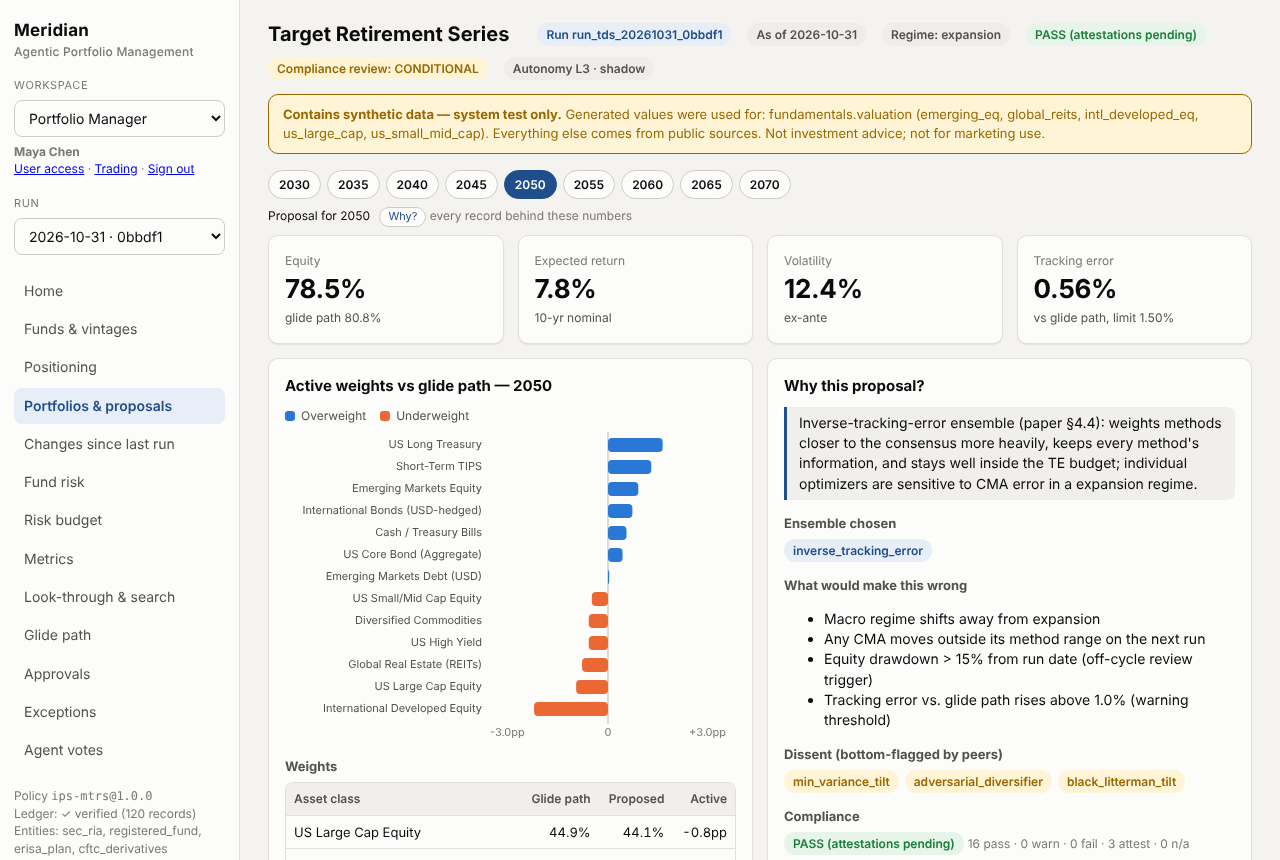 Meridian
Agentic Portfolio Management
WORKSPACE
Portfolio Manager
Maya Chen
User access · Trading · Sign out
RUN
2026-10-31 · 0bbdf1
Home
Funds & vintages
Positioning
Portfolios & proposals
Changes since last run
Fund risk
Risk budget
Metrics
Look-through & search
Glide path
Approvals
Exceptions
Agent votes
Policy ips-mtrs@1.0.0
Ledger: ✓ verified (120 records)
Entities: sec_ria, registered_fund,
erisa_plan, cftc_derivatives
Target Retirement Series
Run run_tds_20261031_0bbdf1
As of 2026-10-31
Regime: expansion
PASS (attestations pending)
Compliance review: CONDITIONAL
Autonomy L3 · shadow
Contains synthetic data — system test only. Generated values were used for: fundamentals.valuation (emerging_eq, global_reits, intl_developed_eq,
us_large_cap, us_small_mid_cap). Everything else comes from public sources. Not investment advice; not for marketing use.
2030 2035 2040 2045 2050 2055 2060 2065 2070
Proposal for 2050 Why? every record behind these numbers
Equity
78.5%
glide path 80.8%
Expected return
7.8%
10-yr nominal
Volatility
12.4%
ex-ante
Tracking error
0.56%
vs glide path, limit 1.50%
Active weights vs glide path — 2050
Overweight Underweight
US Long Treasury
Short-Term TIPS
Emerging Markets Equity
International Bonds (USD-hedged)
Cash / Treasury Bills
US Core Bond (Aggregate)
Emerging Markets Debt (USD)
US Small/Mid Cap Equity
Diversified Commodities
US High Yield
Global Real Estate (REITs)
US Large Cap Equity
International Developed Equity
-3.0pp 0 +3.0pp
Weights
Asset class Glide path Proposed Active
US Large Cap Equity 44.9% 44.1% -0.8pp
Why this proposal?
Inverse-tracking-error ensemble (paper §4.4): weights methods
closer to the consensus more heavily, keeps every method's
information, and stays well inside the TE budget; individual
optimizers are sensitive to CMA error in a expansion regime.
Ensemble chosen
inverse_tracking_error
What would make this wrong
• Macro regime shifts away from expansion
• Any CMA moves outside its method range on the next run
• Equity drawdown > 15% from run date (off-cycle review
trigger)
• Tracking error vs. glide path rises above 1.0% (warning
threshold)
Dissent (bottom-flagged by peers)
min_variance_tilt adversarial_diversifier black_litterman_tilt
Compliance
PASS (attestations pending) 16 pass · 0 warn · 0 fail · 3 attest · 0 n/a